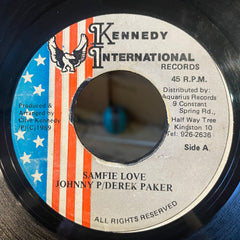 KENNEDY
INTERNATIONAL
RECORDS
45 R.P.M.
Distributed by:
Aquarius Records
9 Constant
Spring Rd.,
Half Way Tree
Kingston 10
Tel: 926-2636
Produced &
Arranged by
Clive Kennedy
P)(C)1989
Side A
SAMFIE LOVE
JOHNNY P/DEREK PAKER
ALL RIGHTS RESERVED